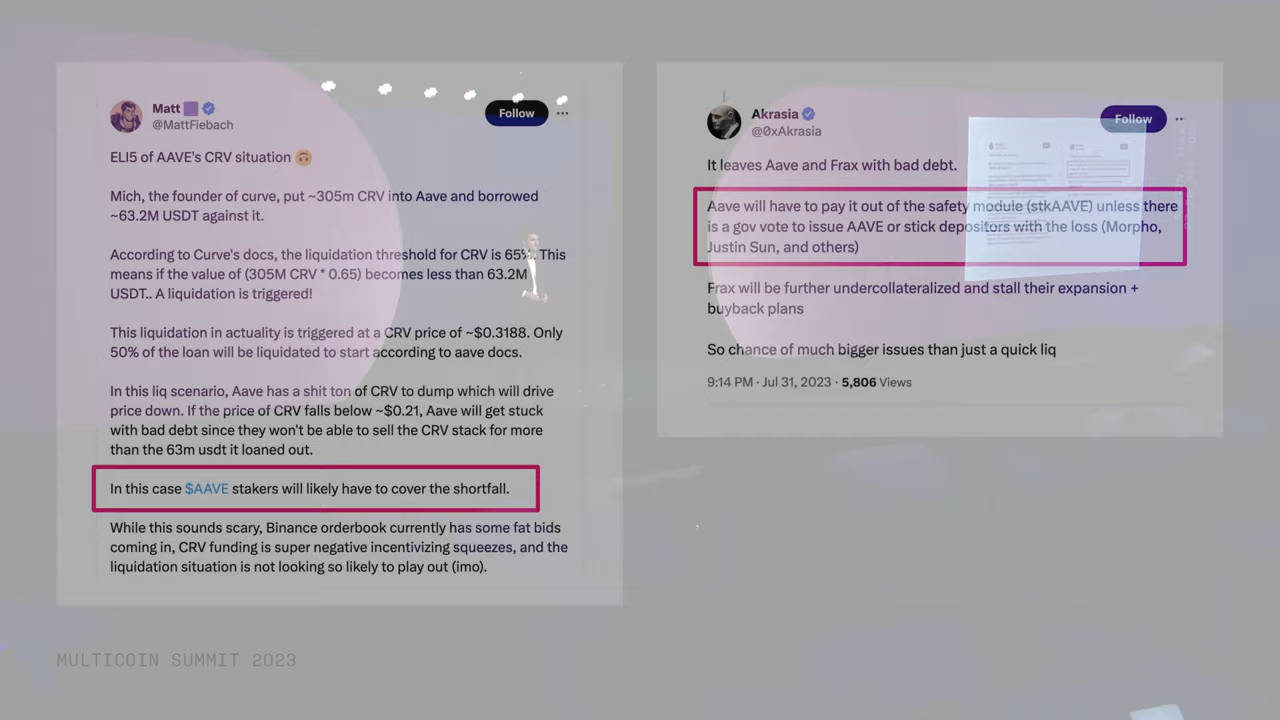 Matt
@MattFiebach
Follow
ELI5 of AAVE's CRV situation 🙃
Mich, the founder of curve, put ~305m CRV into Aave and borrowed
~63.2M USDT against it.
According to Curve's docs, the liquidation threshold for CRV is 65%. This
means if the value of (305M CRV * 0.65) becomes less than 63.2M
USDT.. A liquidation is triggered!
This liquidation in actuality is triggered at a CRV price of ~$0.3188. Only
50% of the loan will be liquidated to start according to aave docs.
In this liq scenario, Aave has a shit ton of CRV to dump which will drive
price down. If the price of CRV falls below ~$0.21, Aave will get stuck
with bad debt since they won't be able to sell the CRV stack for more
than the 63m usdt it loaned out.
In this case $AAVE stakers will likely have to cover the shortfall.
While this sounds scary, Binance orderbook currently has some fat bids
coming in, CRV funding is super negative incentivizing squeezes, and the
liquidation situation is not looking so likely to play out (imo).
Akrasia
@0xAkrasia
Follow
It leaves Aave and Frax with bad debt.
Aave will have to pay it out of the safety module (stkAAVE) unless there
is a gov vote to issue AAVE or stick depositors with the loss (Morpho,
Justin Sun, and others)
Frax will be further undercollateralized and stall their expansion +
buyback plans
So chance of much bigger issues than just a quick liq
9:14 PM · Jul 31, 2023 · 5,806 Views
MULTICOIN SUMMIT 2023